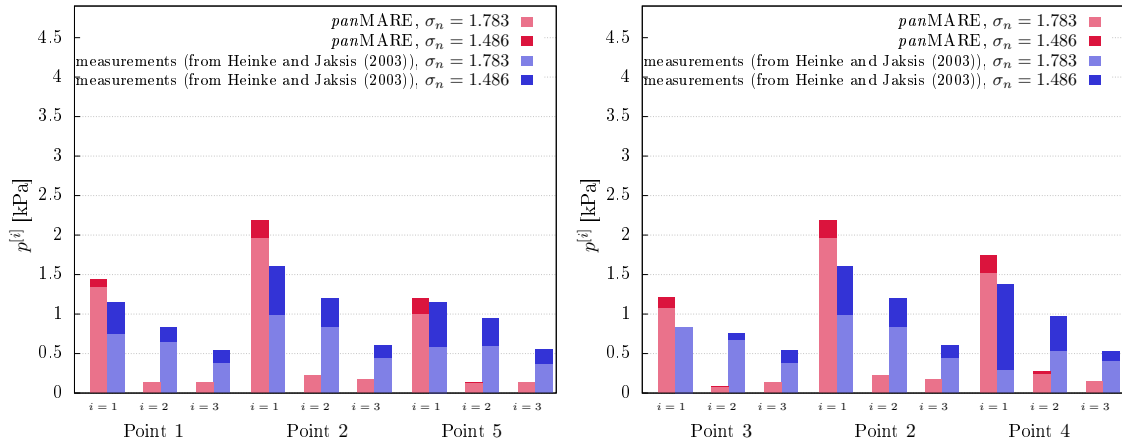 panMARE, σn = 1.783
panMARE, σn = 1.486
measurements (from Heinke and Jaksis (2003)), σn = 1.783
measurements (from Heinke and Jaksis (2003)), σn = 1.486
4.5
4
3.5
3
2.5
2
1.5
1
0.5
0
p[i] [kPa]
i = 1 i = 2 i = 3 i = 1 i = 2 i = 3 i = 1 i = 2 i = 3
Point 1 Point 2 Point 5
panMARE, σn = 1.783
panMARE, σn = 1.486
measurements (from Heinke and Jaksis (2003)), σn = 1.783
measurements (from Heinke and Jaksis (2003)), σn = 1.486
4.5
4
3.5
3
2.5
2
1.5
1
0.5
0
p[i] [kPa]
i = 1 i = 2 i = 3 i = 1 i = 2 i = 3 i = 1 i = 2 i = 3
Point 3 Point 2 Point 4